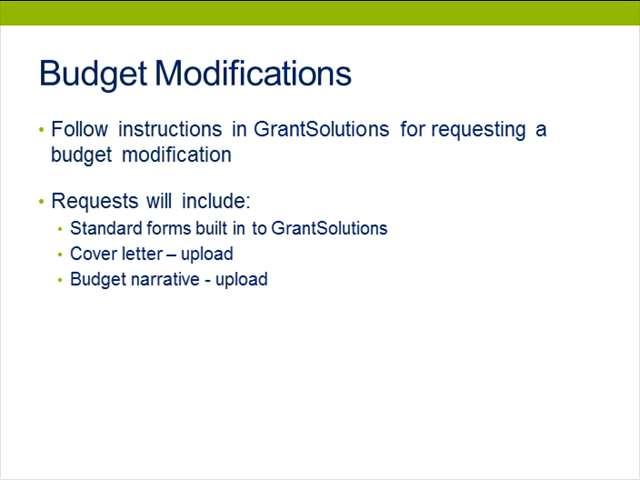 Budget Modifications
• Follow instructions in GrantSolutions for requesting a
budget modification
• Requests will include:
• Standard forms built in to GrantSolutions
• Cover letter – upload
• Budget narrative - upload